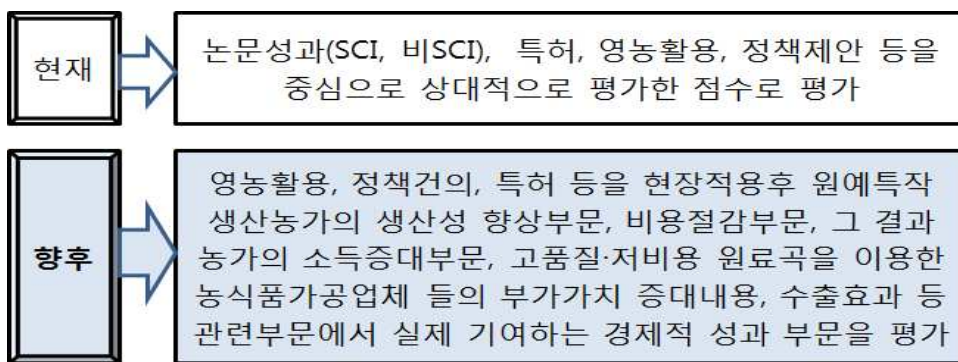 현재
논문성과(SCI, 비SCI), 특허, 영농활용, 정책제안 등을
중심으로 상대적으로 평가한 점수로 평가
향후
영농활용, 정책건의, 특허 등을 현장적용후 원예특작
생산농가의 생산성 향상부문, 비용절감부문, 그 결과
농가의 소득증대부문, 고품질·저비용 원료곡을 이용한
농식품가공업체 들의 부가가치 증대내용, 수출효과 등
관련부문에서 실제 기여하는 경제적 성과 부문을 평가